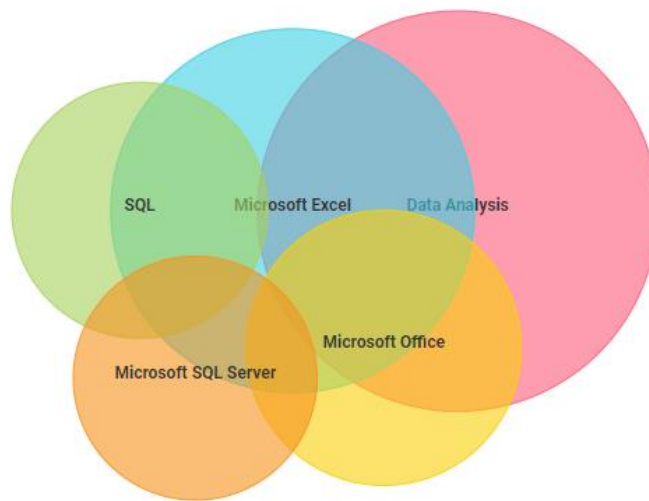 SQL
Microsoft Excel
Data Analysis
Microsoft Office
Microsoft SQL Server